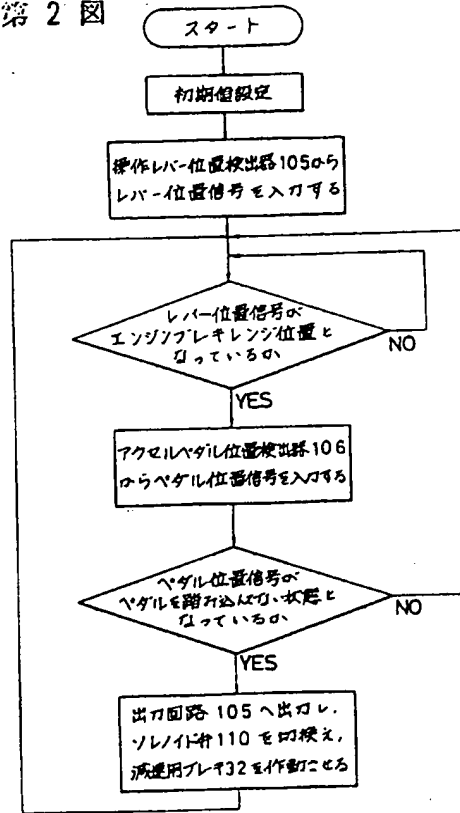 第2図
スタート
初期値設定
操作レバー位置検出器105から
レバー位置信号を入力する
レバー位置信号が
エンジンブレーキレンジ位置と
なっているか
NO
YES
アクセルペダル位置検出器106
からペダル位置信号を入力する
ペダル位置信号が
ペダルを踏み込んでない状態と
なっているか
NO
YES
出力回路105へ出力し、
ソレノイド弁110を切換え、
減速用ブレーキ32を作動させる